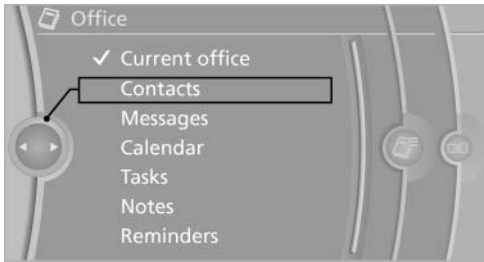 Office
Current office
Contacts
Messages
Calendar
Tasks
Notes
Reminders